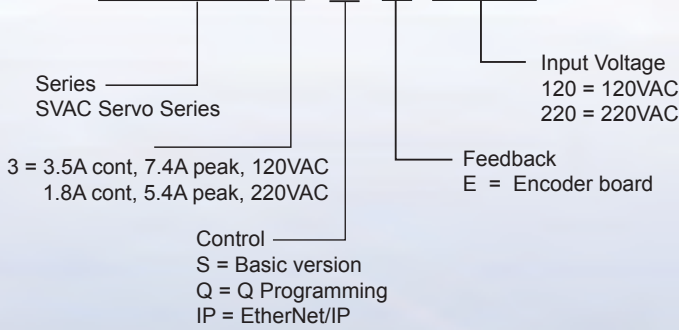 Series
SVAC Servo Series
3 = 3.5A cont, 7.4A peak, 120VAC
1.8A cont, 5.4A peak, 220VAC
Control
S = Basic version
Q = Q Programming
IP = EtherNet/IP
Feedback
E = Encoder board
Input Voltage
120 = 120VAC
220 = 220VAC